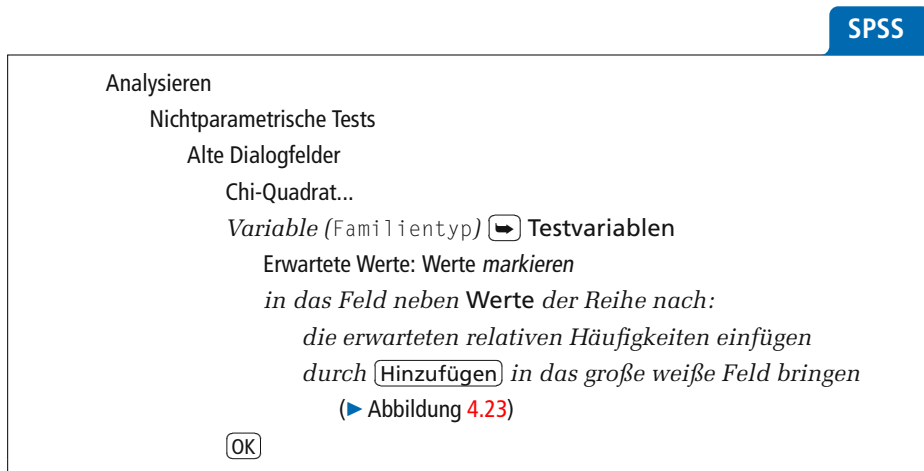 SPSS
Analysieren
Nichtparametrische Tests
Alte Dialogfelder
Chi-Quadrat...
Variable (Familientyp) ➥ Testvariablen
Erwartete Werte: Werte markieren
in das Feld neben Werte der Reihe nach:
die erwarteten relativen Häufigkeiten einfügen
durch Hinzufügen in das große weiße Feld bringen
(► Abbildung 4.23)
OK